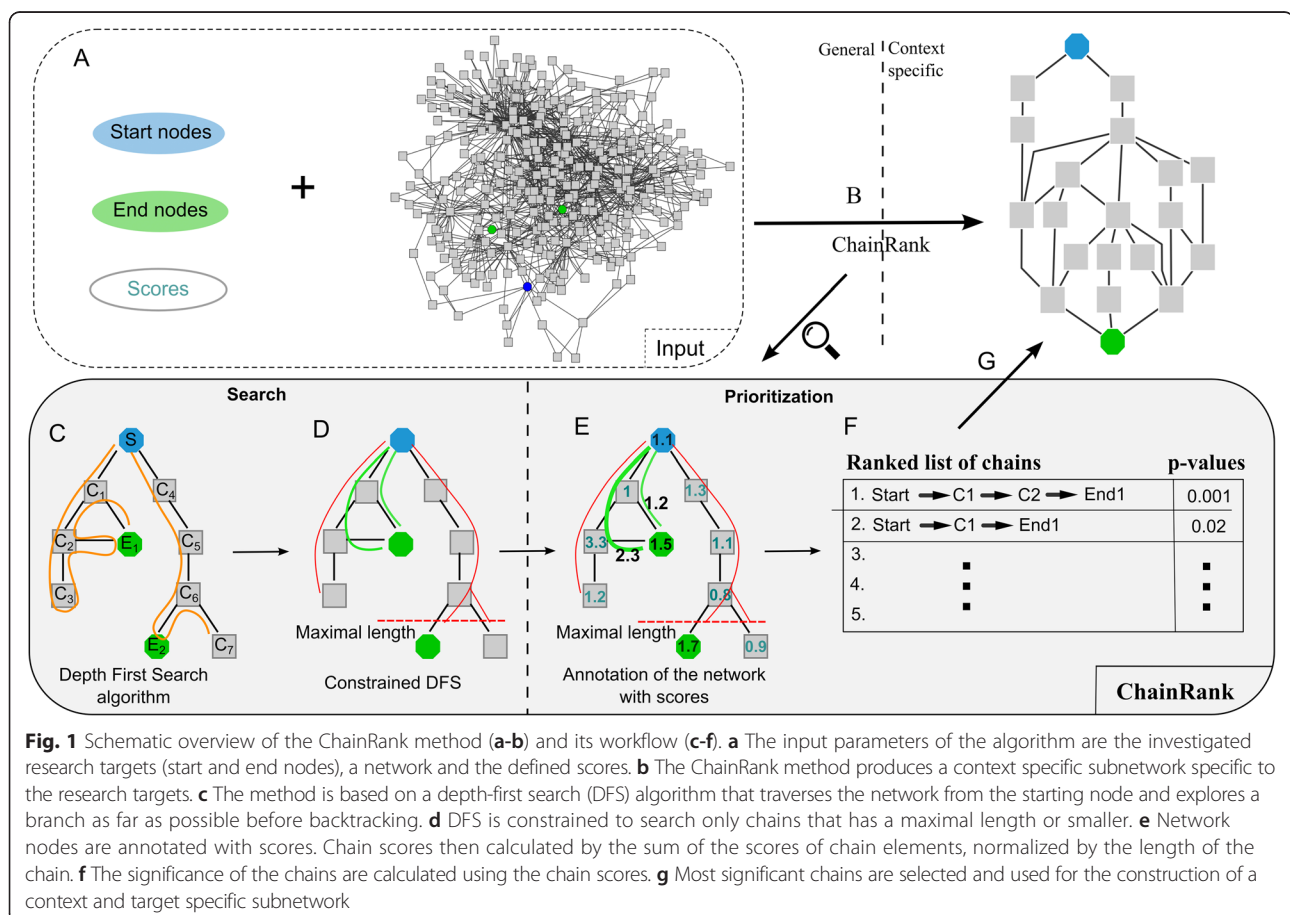 A
Start nodes
End nodes
Scores
+
Input
General
Context
specific
B
ChainRank
G
Search
Prioritization
C
S
C1
C4
C2
E1
C5
C3
C6
E2
C7
Depth First Search
algorithm
D
Maximal length
Constrained DFS
E
1.1
1
1.3
1.2
3.3
1.5
1.1
2.3
1.2
0.8
Maximal length
1.7
0.9
Annotation of the network
with scores
F
Ranked list of chains p-values
1. Start C1 C2 End1 0.001
2. Start C1 End1 0.02
3.
4.
5.
ChainRank
Fig. 1 Schematic overview of the ChainRank method (a-b) and its workflow (c-f). a The input parameters of the algorithm are the investigated
research targets (start and end nodes), a network and the defined scores. b The ChainRank method produces a context specific subnetwork specific to
the research targets. c The method is based on a depth-first search (DFS) algorithm that traverses the network from the starting node and explores a
branch as far as possible before backtracking. d DFS is constrained to search only chains that has a maximal length or smaller. e Network
nodes are annotated with scores. Chain scores then calculated by the sum of the scores of chain elements, normalized by the length of the
chain. f The significance of the chains are calculated using the chain scores. g Most significant chains are selected and used for the construction of a
context and target specific subnetwork